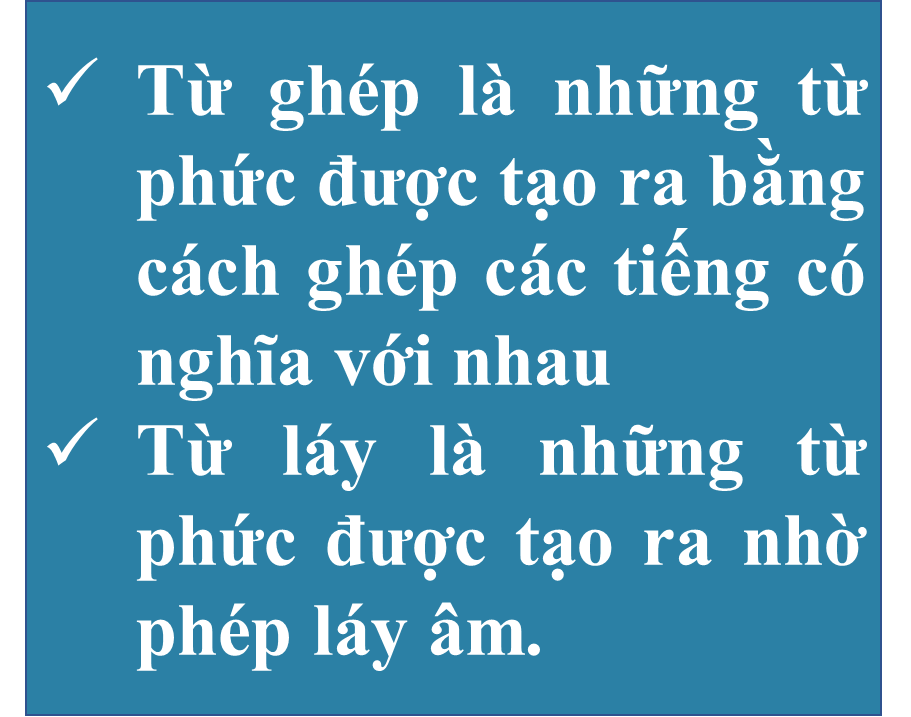 ✓ Từ ghép là những từ
phức được tạo ra bằng
cách ghép các tiếng có
nghĩa với nhau
✓ Từ láy là những từ
phức được tạo ra nhờ
phép láy âm.